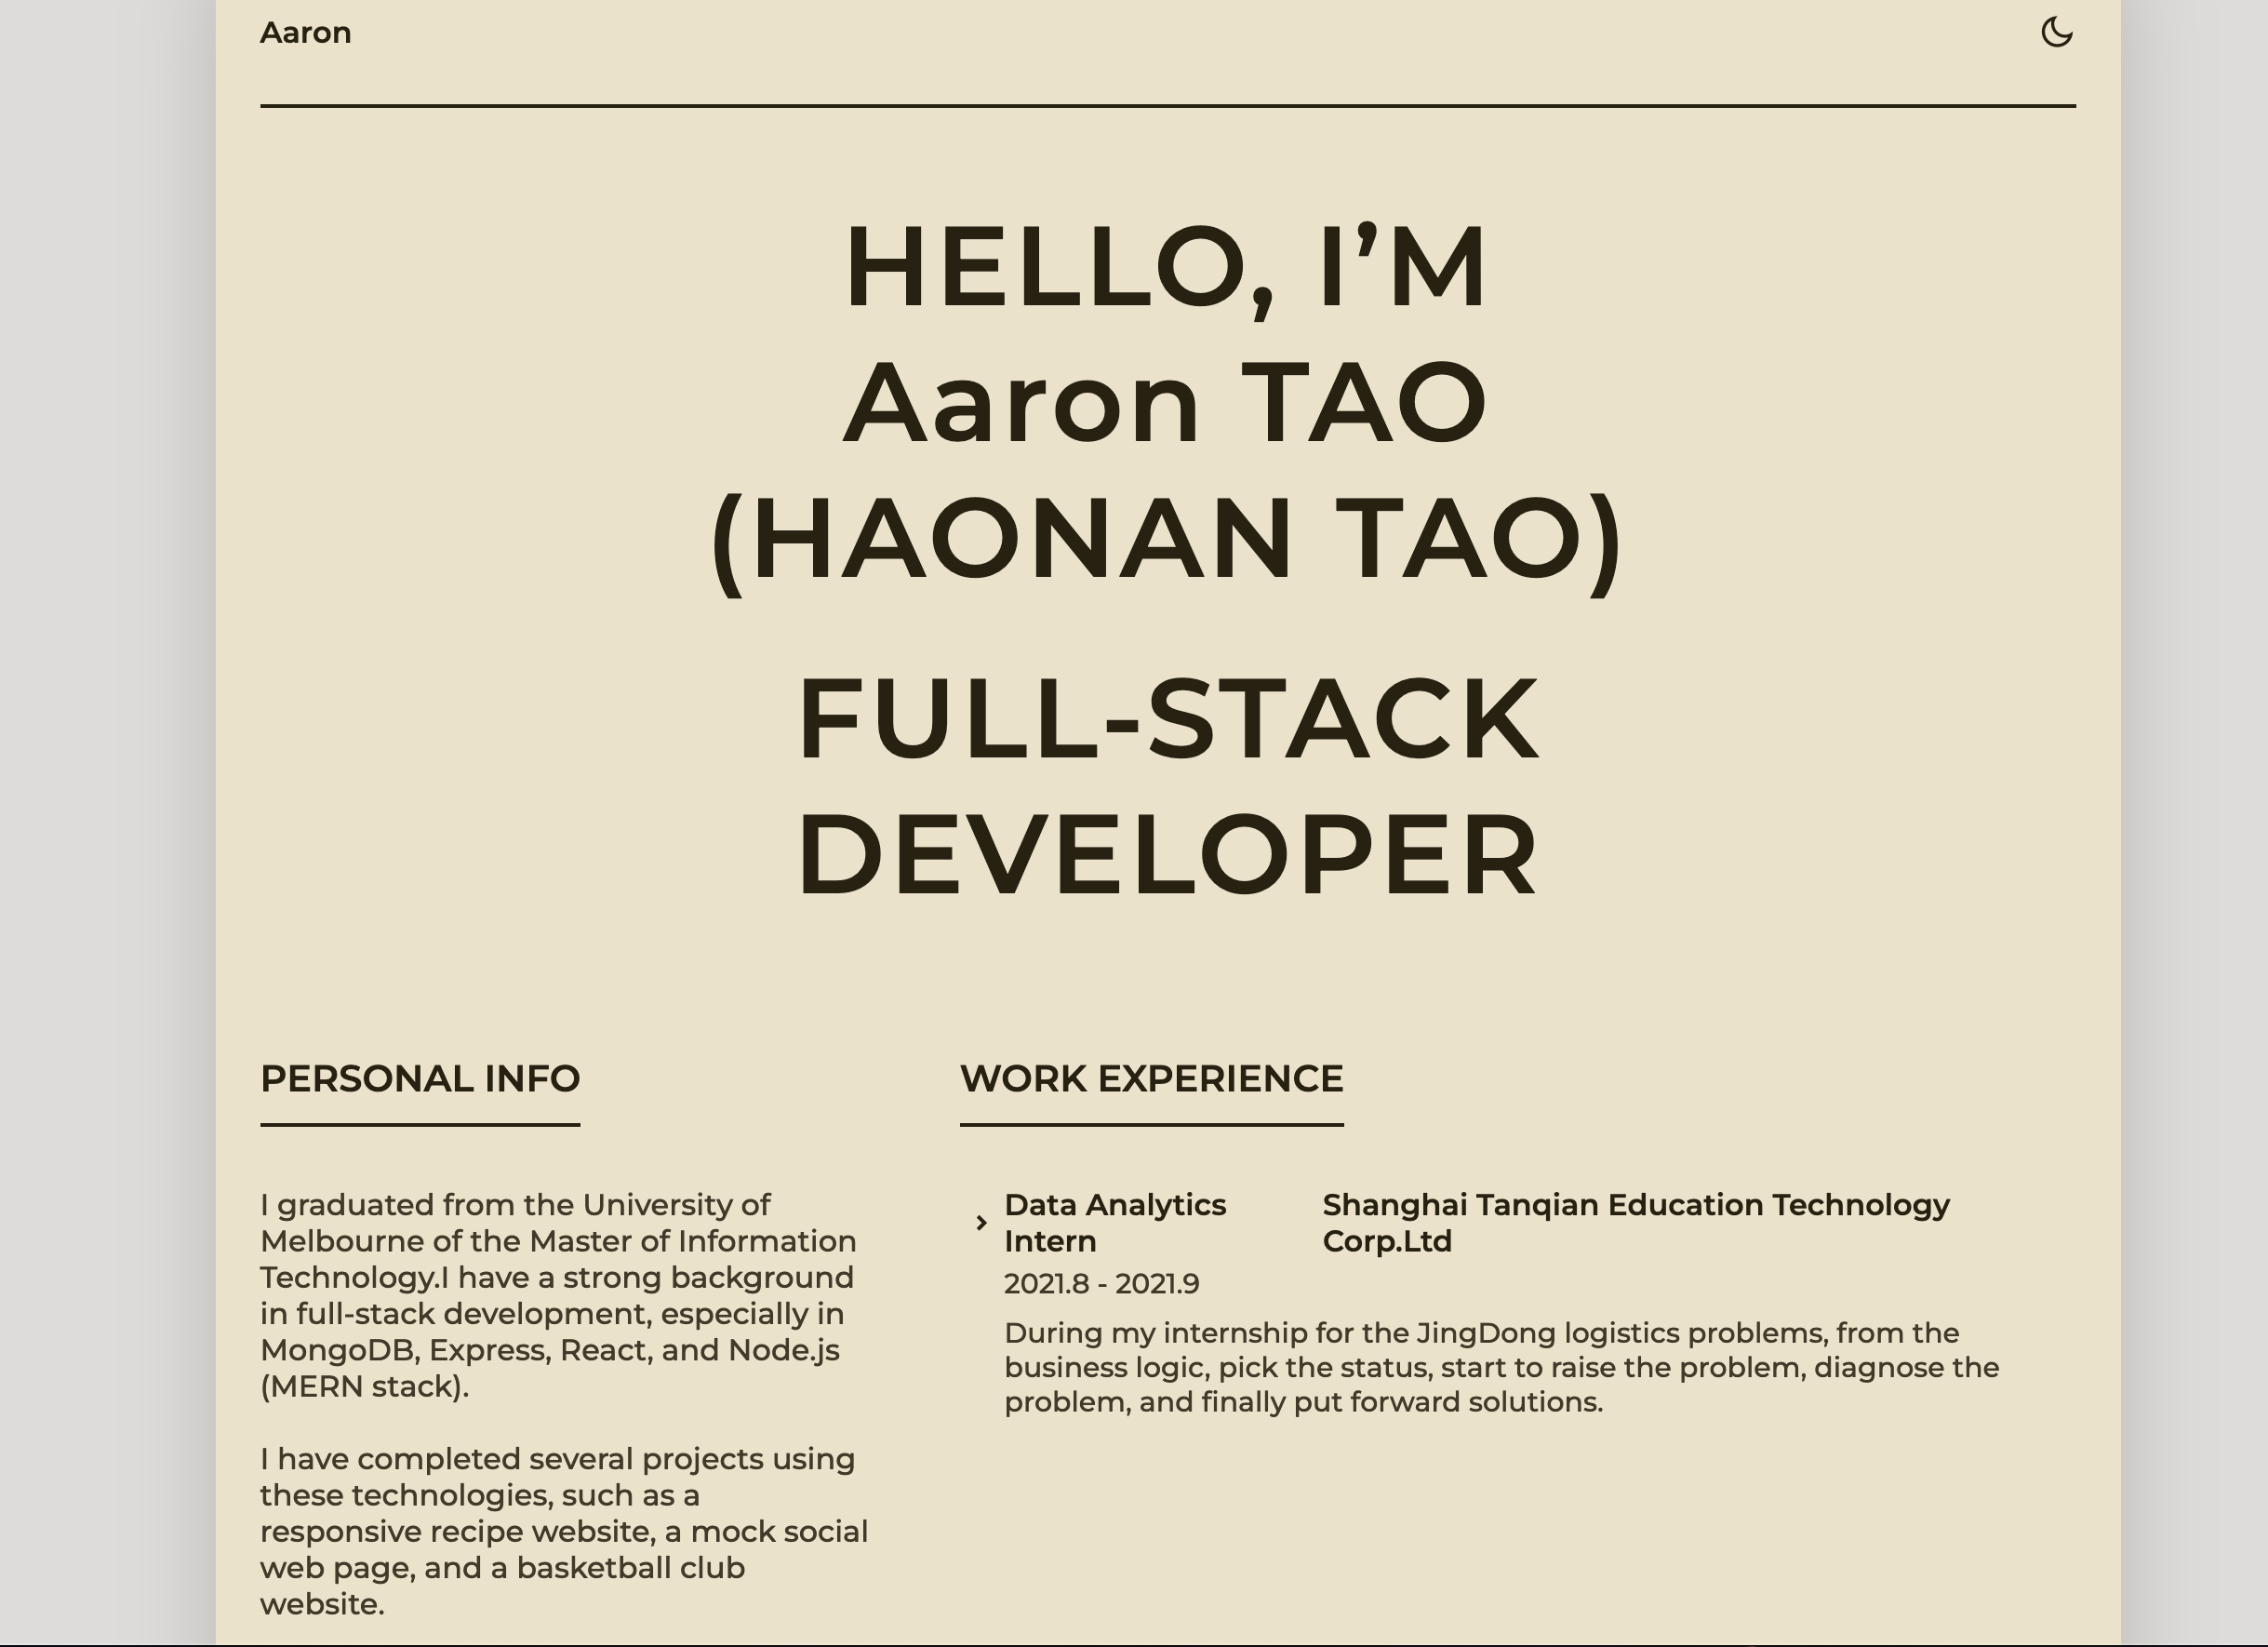 Aaron
HELLO, I’M
Aaron TAO
(HAONAN TAO)
FULL-STACK
DEVELOPER
PERSONAL INFO
I graduated from the University of
Melbourne of the Master of Information
Technology.I have a strong background
in full-stack development, especially in
MongoDB, Express, React, and Node.js
(MERN stack).
I have completed several projects using
these technologies, such as a
responsive recipe website, a mock social
web page, and a basketball club
website.
WORK EXPERIENCE
Data Analytics
Intern
Shanghai Tanqian Education Technology
Corp.Ltd
2021.8 - 2021.9
During my internship for the JingDong logistics problems, from the
business logic, pick the status, start to raise the problem, diagnose the
problem, and finally put forward solutions.